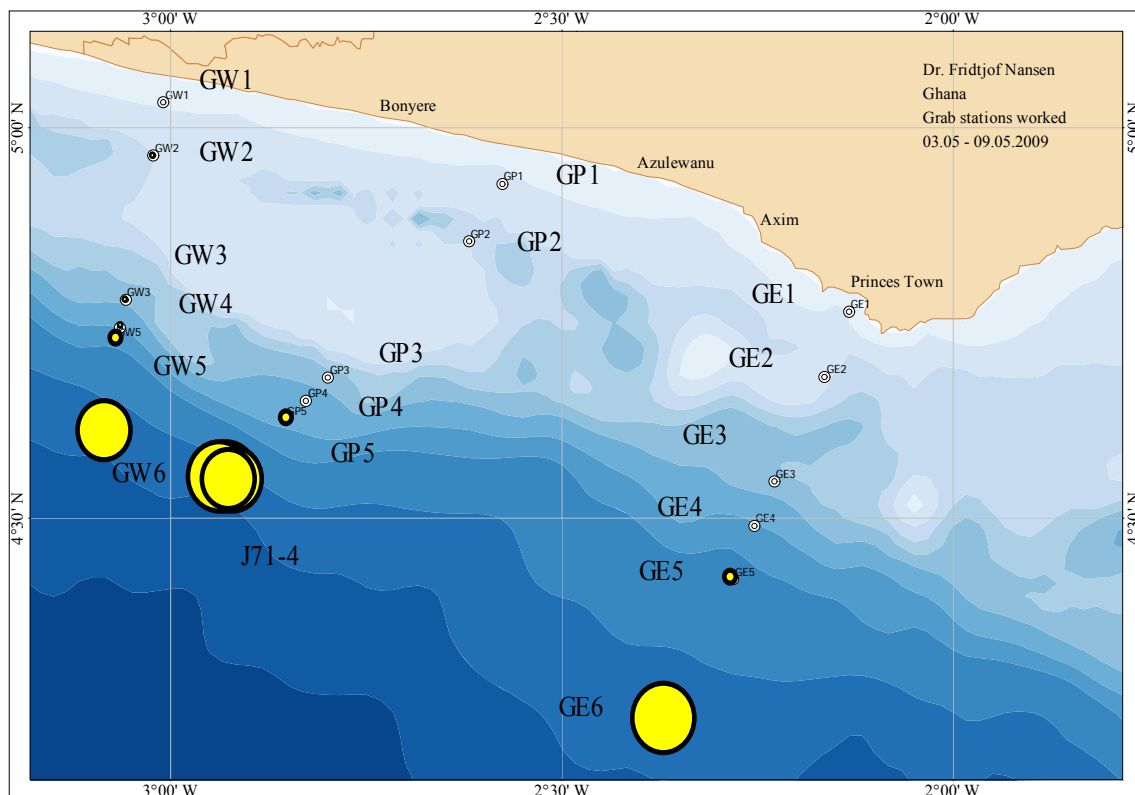 3°00' W
2°30' W
2°00' W
Dr. Fridtjof Nansen
Ghana
Grab stations worked
03.05 - 09.05.2009
GW1
GW1
Bonyere
5°00' N
5°00' N
GW2
GW2
Azulewanu
GP1
GP1
Axim
GP2
GP2
GW3
Princes Town
GW3
GW4
GE1
GE1
W5
GW5
GP3
GP3
GE2
GE2
GP4
GP4
GP5
GP5
GE3
GE3
GW6
4°30' N
4°30' N
GE4
GE4
J71-4
GE5
GE5
GE6
3°00' W
2°30' W
2°00' W